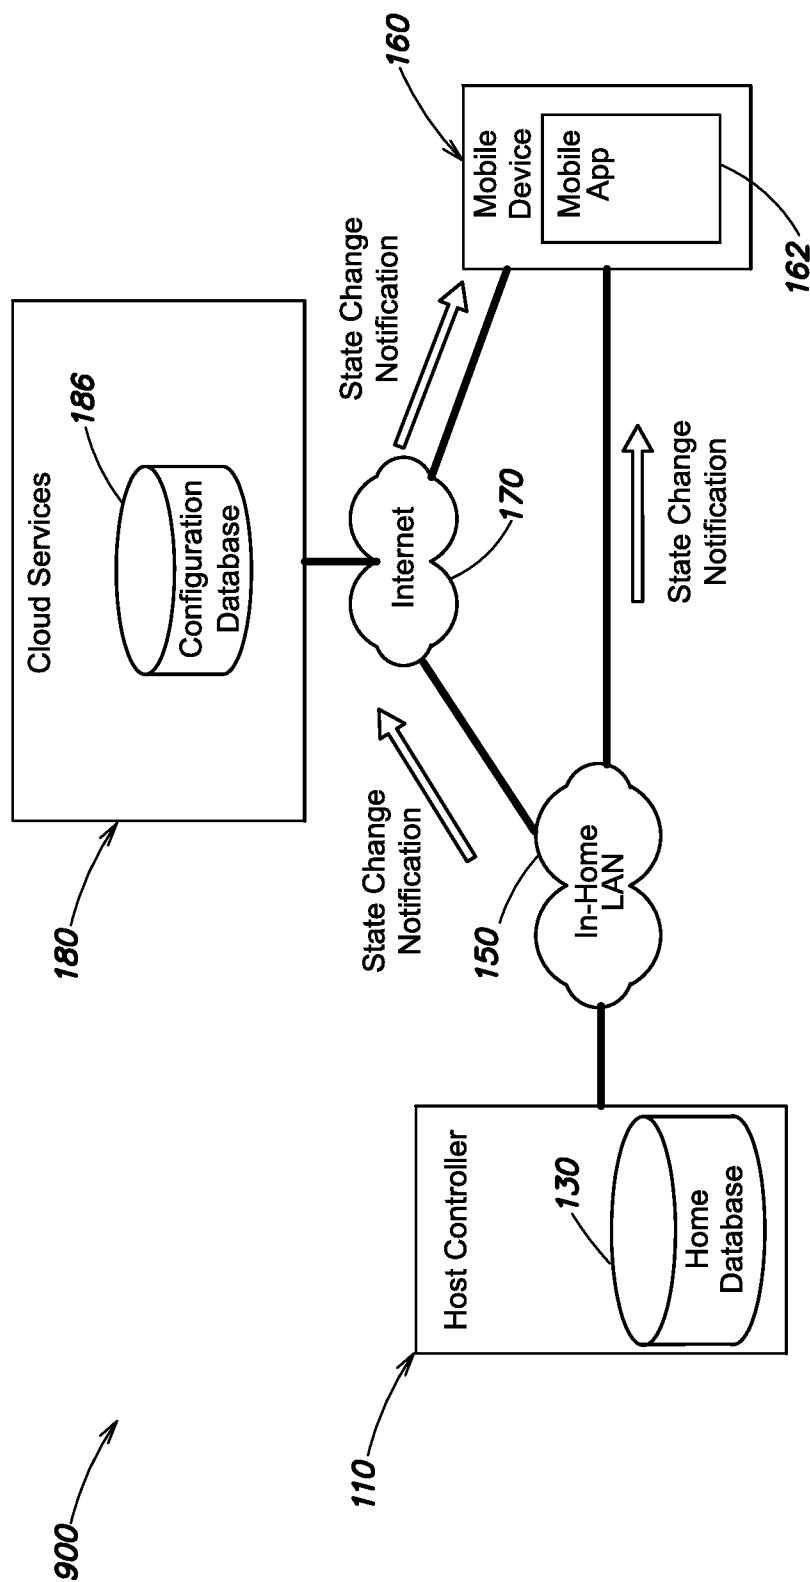 900
180
Cloud Services
186
Configuration
Database
State Change
Notification
Internet
170
State Change
Notification
160
Mobile
Device
Mobile
App
162
110
Host Controller
130
Home
Database
150
In-Home
LAN
State Change
Notification